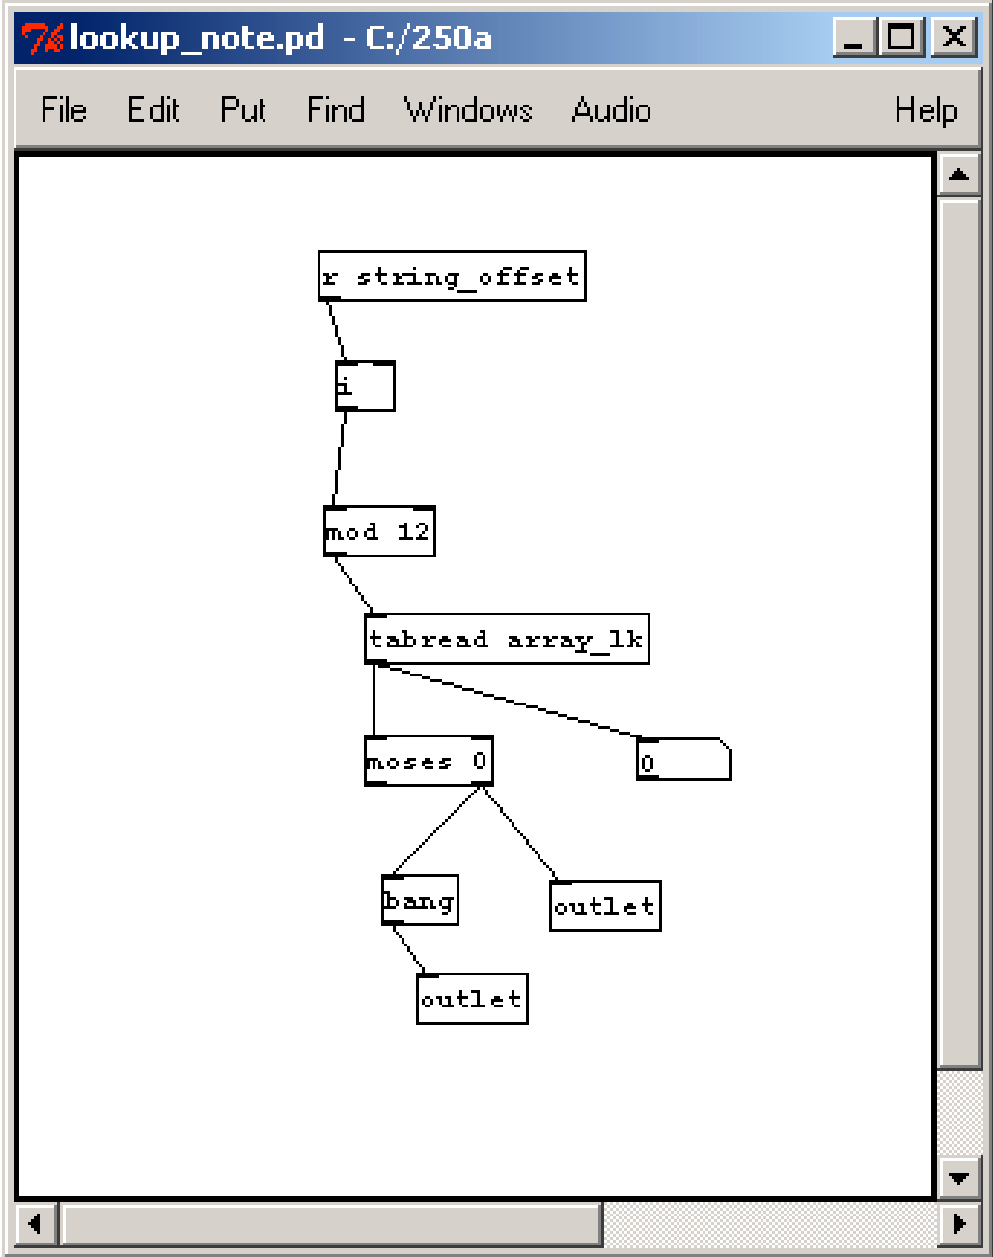 lookup_note.pd - C:/250a
File Edit Put Find Windows Audio Help
r string_offset
i
mod 12
tabread array_lk
moses 0
0
bang
outlet
outlet